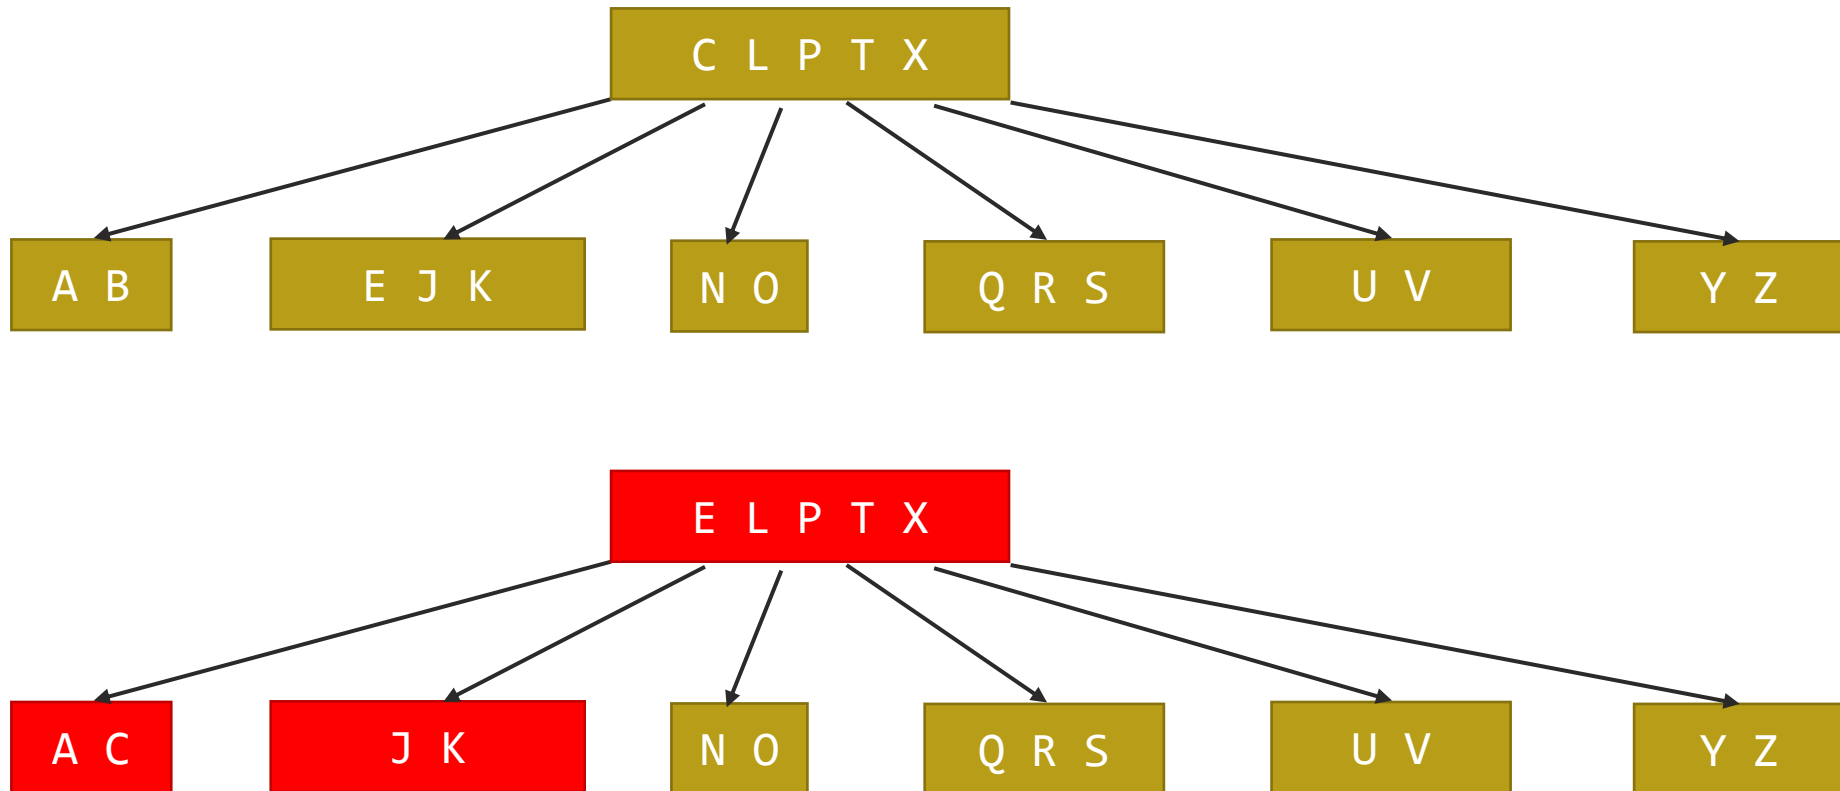 C L P T X
A B E J K N O Q R S U V Y Z
E L P T X
A C J K N O Q R S U V Y Z